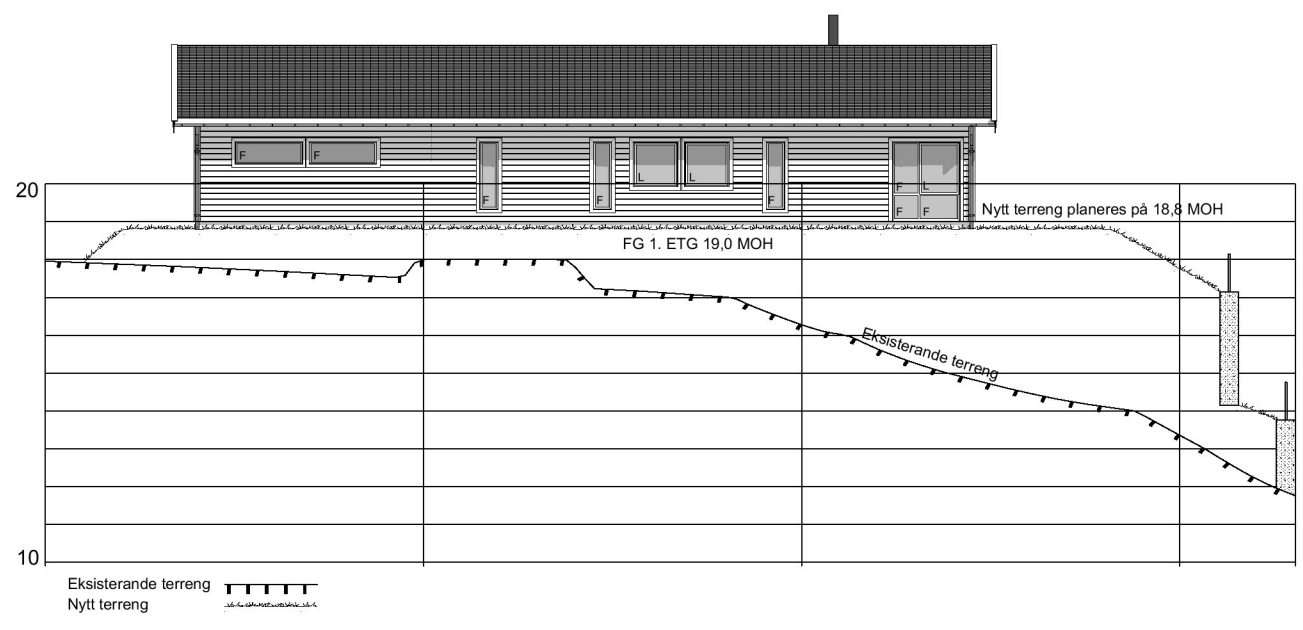 F F F F L L F F L F F
20
Nytt terreng planeres på 18,8 MOH
FG 1. ETG 19,0 MOH
Eksisterande terreng
10
Eksisterande terreng
Nytt terreng